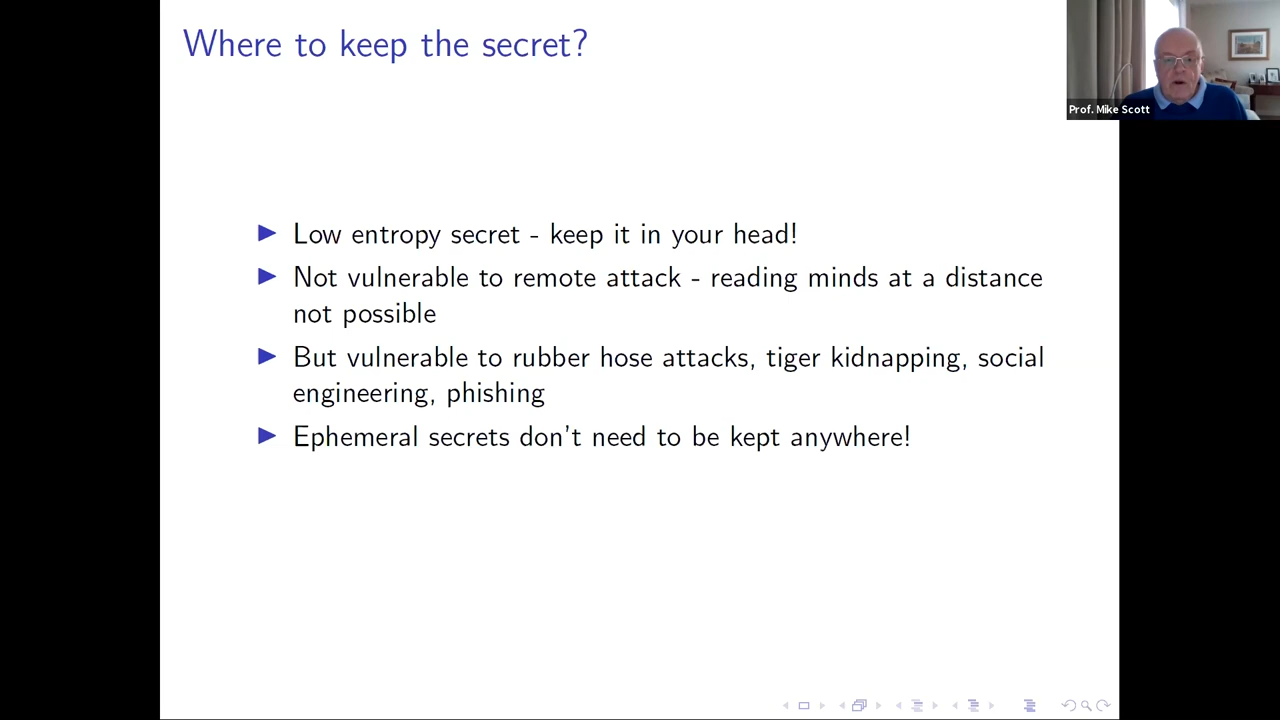 Where to keep the secret?
Prof. Mike Scott
Low entropy secret - keep it in your head!
Not vulnerable to remote attack - reading minds at a distance
not possible
But vulnerable to rubber hose attacks, tiger kidnapping, social
engineering, phishing
Ephemeral secrets don't need to be kept anywhere!